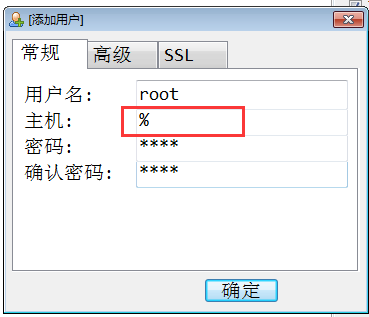 [添加用户]
常规 高级 SSL
用户名: root
主机: %
密码: ****
确认密码: ****
确定